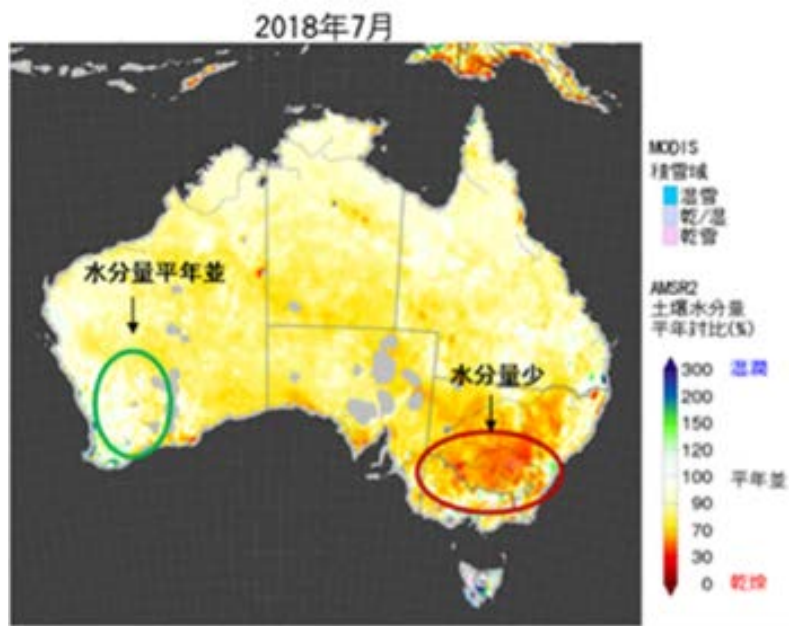 2018年7月
MODIS
積雪域
湿雪
乾/湿
乾雪
水分量平年並
AMSR2
土壌水分量
平年対比(%)
水分量少
300 湿潤
200
150
120
100 平年並
90
70
30
0 乾燥